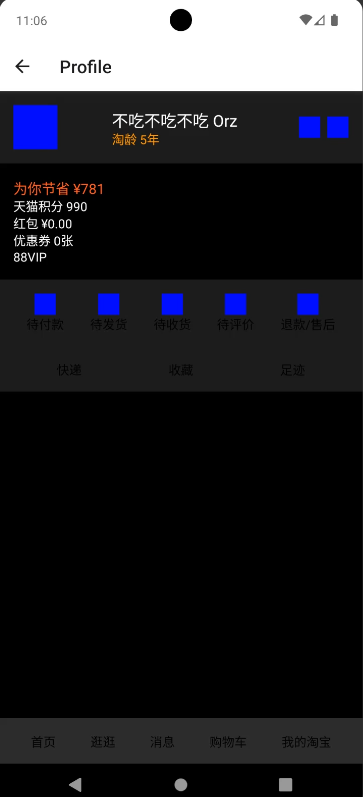 11:06
Profile
不吃不吃不吃 Orz
淘龄 5年
为你节省 ¥781
天猫积分 990
红包 ¥0.00
优惠券 0张
88VIP
待付款 待发货 待收货 待评价 退款/售后
快递 收藏 足迹
首页 逛逛 消息 购物车 我的淘宝